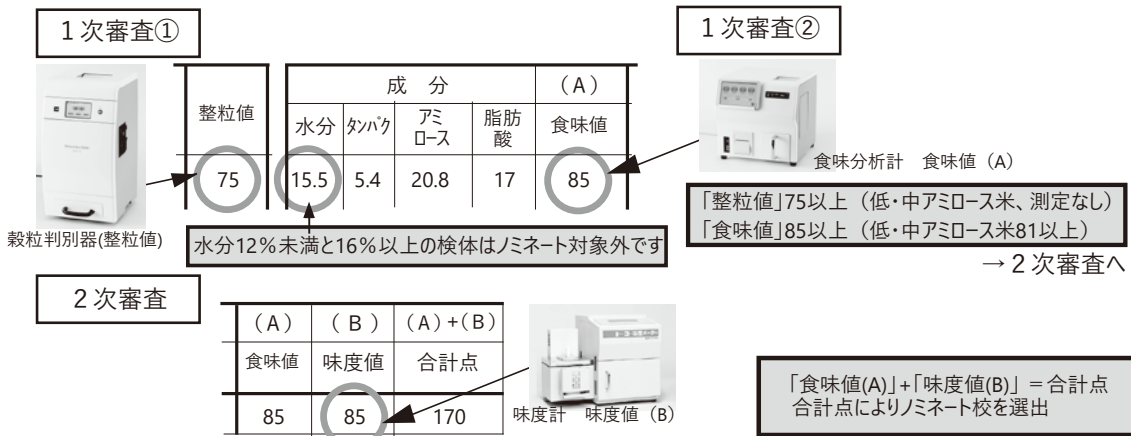 1次審査①
1次審査②
成 分
(A)
整粒値
水分
タンパク
アミロース
脂肪酸
食味値
75
15.5
5.4
20.8
17
85
食味分析計 食味値（A）
穀粒判別器(整粒値)
水分12％未満と16％以上の検体はノミネート対象外です
「整粒値」75以上（低・中アミロース米、測定なし）
「食味値」85以上（低・中アミロース米81以上）
→２次審査へ
２次審査
(A)
(B)
(A)+(B)
食味値
味度値
合計点
85
85
170
味度計 味度値（B）
「食味値(A)」+「味度値(B)」＝合計点
合計点によりノミネート校を選出